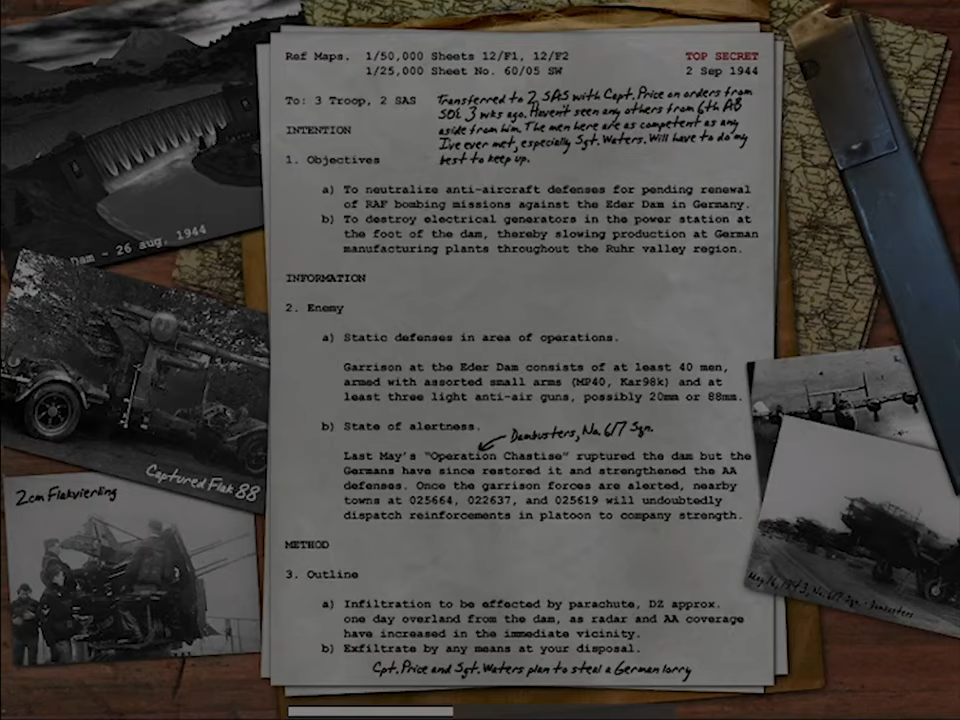 Ref Maps. 1/50,000 Sheets 12/F1, 12/F2
1/25,000 Sheet No. 60/05 SW
TOP SECRET
2 Sep 1944
To: 3 Troop, 2 SAS
Transferred to 2 SAS with Capt. Price on orders from
SOE 3 wks ago. Haven't seen any others from 6th AB
aside from him. The men here are as competent as any
I've ever met, especially Sgt. Waters. Will have to do my
best to keep up.
INTENTION
1. Objectives
a) To neutralize anti-aircraft defenses for pending renewal
of RAF bombing missions against the Eder Dam in Germany.
b) To destroy electrical generators in the power station at
the foot of the dam, thereby slowing production at German
manufacturing plants throughout the Ruhr valley region.
INFORMATION
2. Enemy
a) Static defenses in area of operations.
Garrison at the Eder Dam consists of at least 40 men,
armed with assorted small arms (MP40, Kar98k) and at
least three light anti-air guns, possibly 20mm or 88mm.
b) State of alertness.
Dambusters, No. 617 Sqn.
Last May's "Operation Chastise" ruptured the dam but the
Germans have since restored it and strengthened the AA
defenses. Once the garrison forces are alerted, nearby
towns at 025664, 022637, and 025619 will undoubtedly
dispatch reinforcements in platoon to company strength.
METHOD
3. Outline
a) Infiltration to be effected by parachute, DZ approx.
one day overland from the dam, as radar and AA coverage
have increased in the immediate vicinity.
b) Exfiltrate by any means at your disposal.
Cpt. Price and Sgt. Waters plan to steal a German lorry
Dam - 26 aug, 1944
Captured Flak 88
2cm Flakvierling
May 16, 1943, No. 617 Sqn - Dambusters